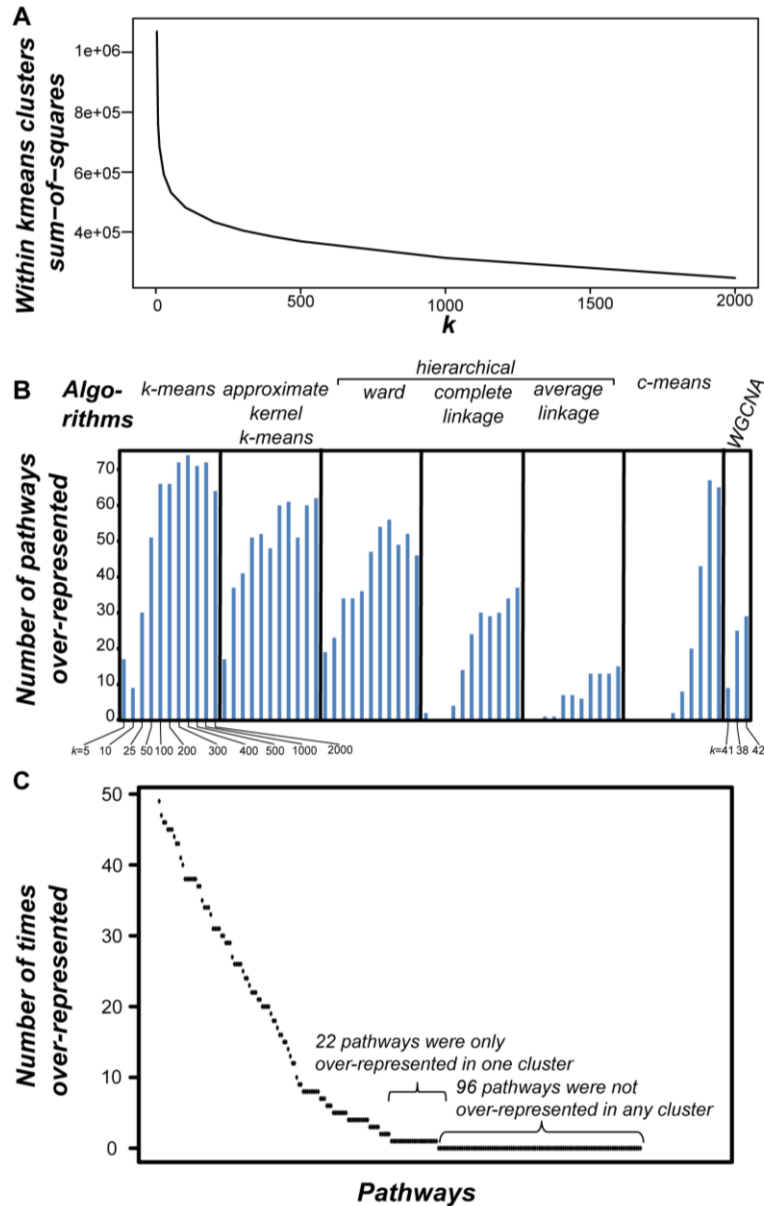 A
Within kmeans clusters
sum-of-squares
1e+06
8e+05
6e+05
4e+05
0
500
1000
1500
2000
k
B
Algo-
rithms
k-means
approximate
kernel
k-means
hierarchical
ward
complete
linkage
average
linkage
c-means
WGCNA
Number of pathways
over-represented
70
60
50
40
30
20
10
0
k=5 10 25 50 100 200 300 400 500 1000 2000
k=41 38 42
C
Number of times
over-represented
50
40
30
20
10
0
22 pathways were only
over-represented in one cluster
96 pathways were not
over-represented in any cluster
Pathways